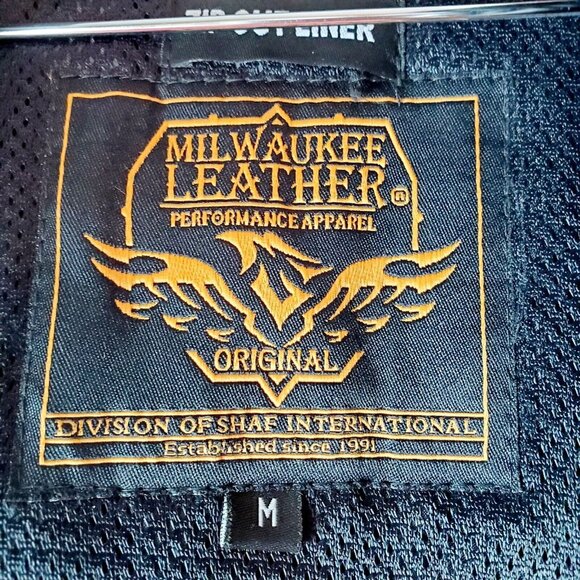 ZIP OUT LINER
MILWAUKEE
LEATHER®
PERFORMANCE APPAREL
ORIGINAL
DIVISION OF SHAF INTERNATIONAL
Established since 1991
M